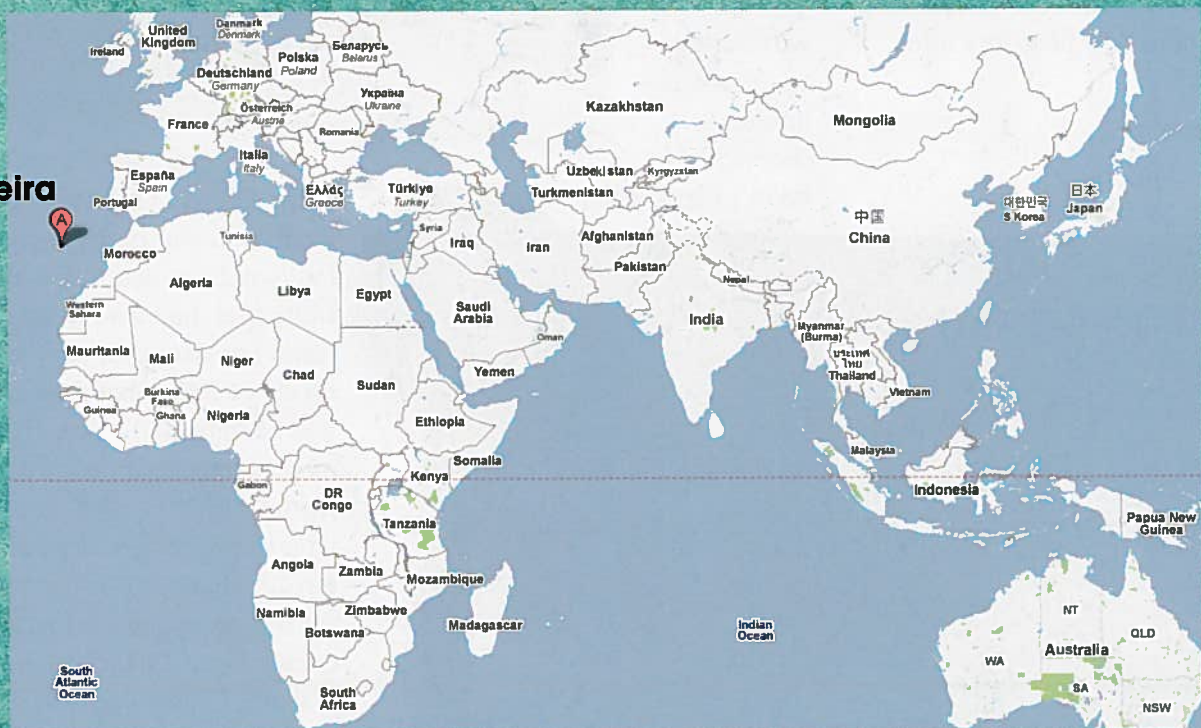 United
Kingdom
Danmark
Denmark
Ireland
Polska
Poland
Беларусь
Belarus
Deutschland
Germany
Україна
Ukraine
Österreich
Austria
France
Romania
Kazakhstan
Mongolia
Italia
Italy
España
Spain
Portugal
Ελλάς
Greece
Türkiye
Turkey
Uzbekistan
Kyrgyzstan
Turkmenistan
eira
A
대한민국
S Korea
日本
Japan
中国
China
Tunisia
Morocco
Syria
Iraq
Iran
Afghanistan
Pakistan
Algeria
Libya
Egypt
Nepal
Western
Sahara
Saudi
Arabia
India
Oman
Myanmar
(Burma)
Mauritania
Mali
Niger
Chad
Sudan
Yemen
ประเทศ
ไทย
Thailand
Vietnam
Burkina
Faso
Guinea
Ghana
Nigeria
Ethiopia
Somalia
Malaysia
Gabon
Kenya
DR
Congo
Indonesia
Tanzania
Papua New
Guinea
Angola
Zambia
Mozambique
Namibia
Zimbabwe
Botswana
Madagascar
Indian
Ocean
NT
QLD
Australia
WA
SA
NSW
South
Atlantic
Ocean
South
Africa